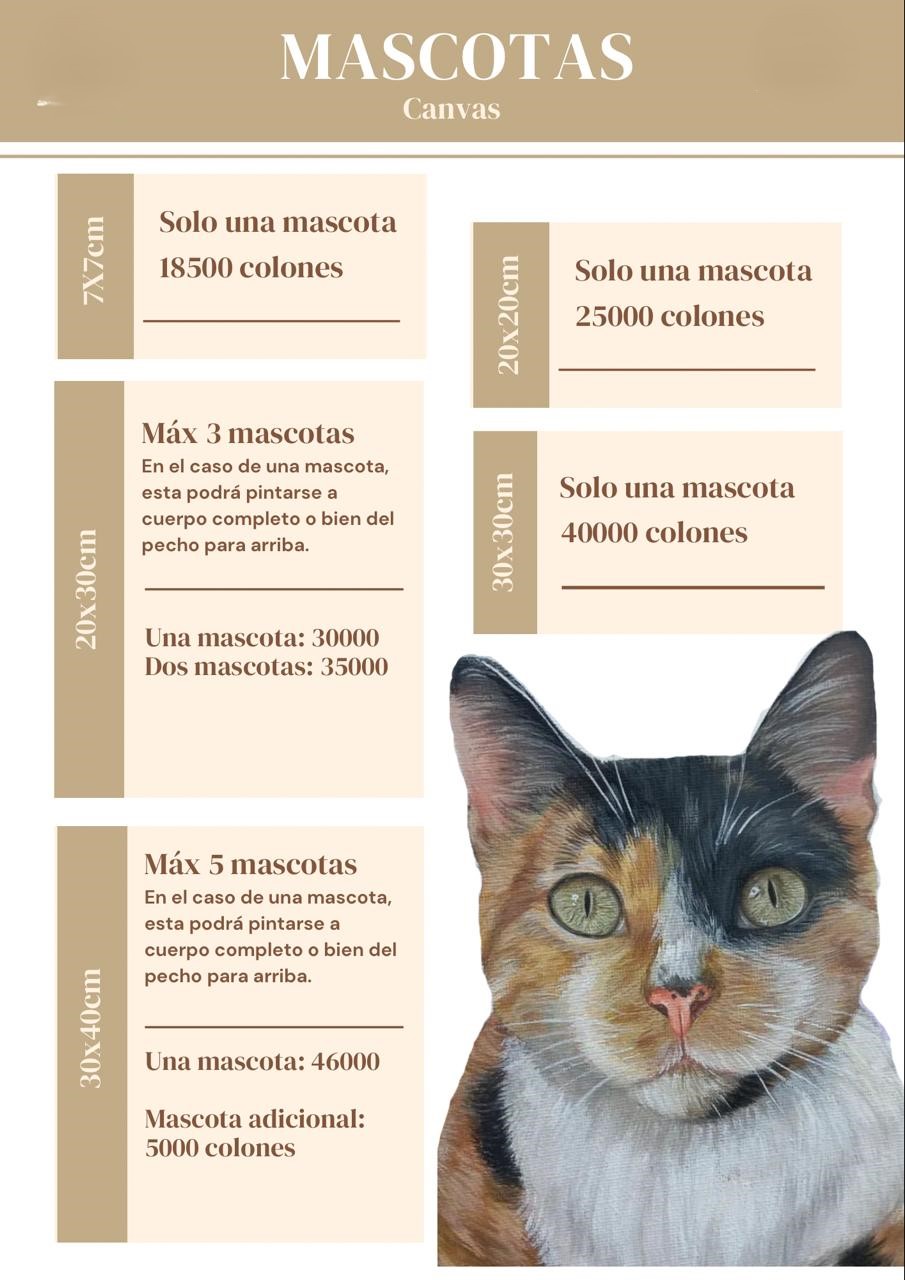 MASCOTAS
Canvas
7X7cm
Solo una mascota
18500 colones
20x20cm
Solo una mascota
25000 colones
20x30cm
Máx 3 mascotas
En el caso de una mascota,
esta podrá pintarse a
cuerpo completo o bien del
pecho para arriba.
Una mascota: 30000
Dos mascotas: 35000
30x30cm
Solo una mascota
40000 colones
30x40cm
Máx 5 mascotas
En el caso de una mascota,
esta podrá pintarse a
cuerpo completo o bien del
pecho para arriba.
Una mascota: 46000
Mascota adicional:
5000 colones